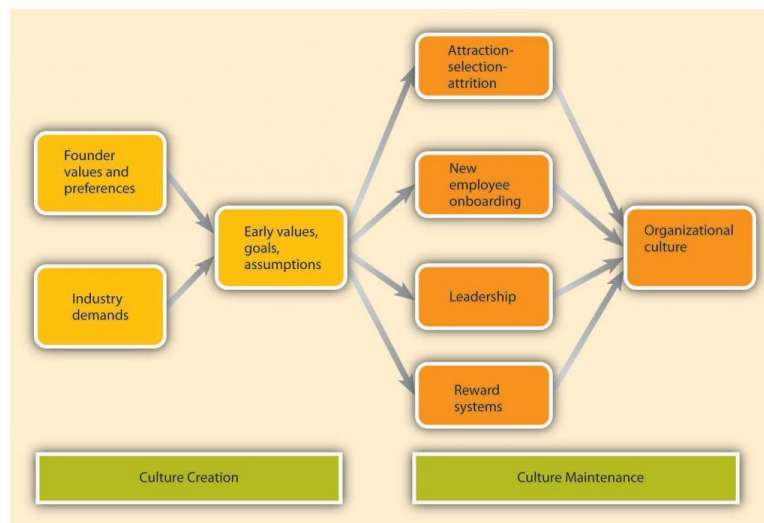 Attraction-
selection-
attrition
Founder
values and
preferences
New
employee
onboarding
Early values,
goals,
assumptions
Organizational
culture
Industry
demands
Leadership
Reward
systems
Culture Creation
Culture Maintenance